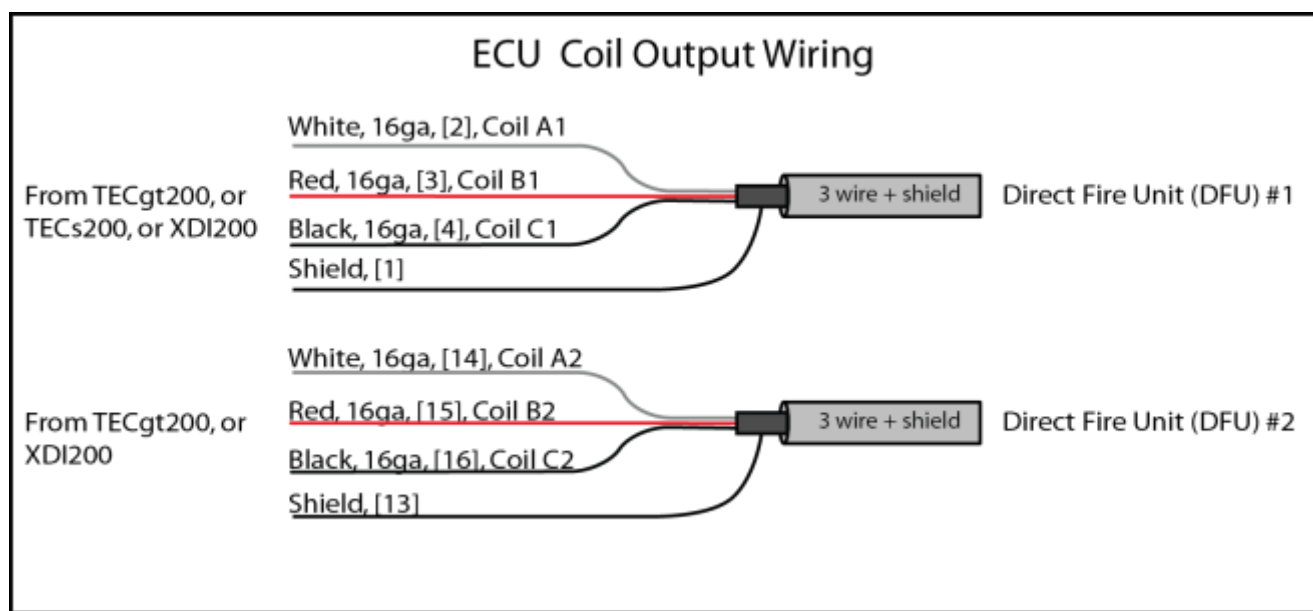 ECU Coil Output Wiring
White, 16ga, [2], Coil A1
Red, 16ga, [3], Coil B1
From TECgt200, or
TECs200, or XDI200
3 wire + shield
Direct Fire Unit (DFU) #1
Black, 16ga, [4], Coil C1
Shield, [1]
White, 16ga, [14], Coil A2
Red, 16ga, [15], Coil B2
From TECgt200, or
XDI200
3 wire + shield
Direct Fire Unit (DFU) #2
Black, 16ga, [16], Coil C2
Shield, [13]